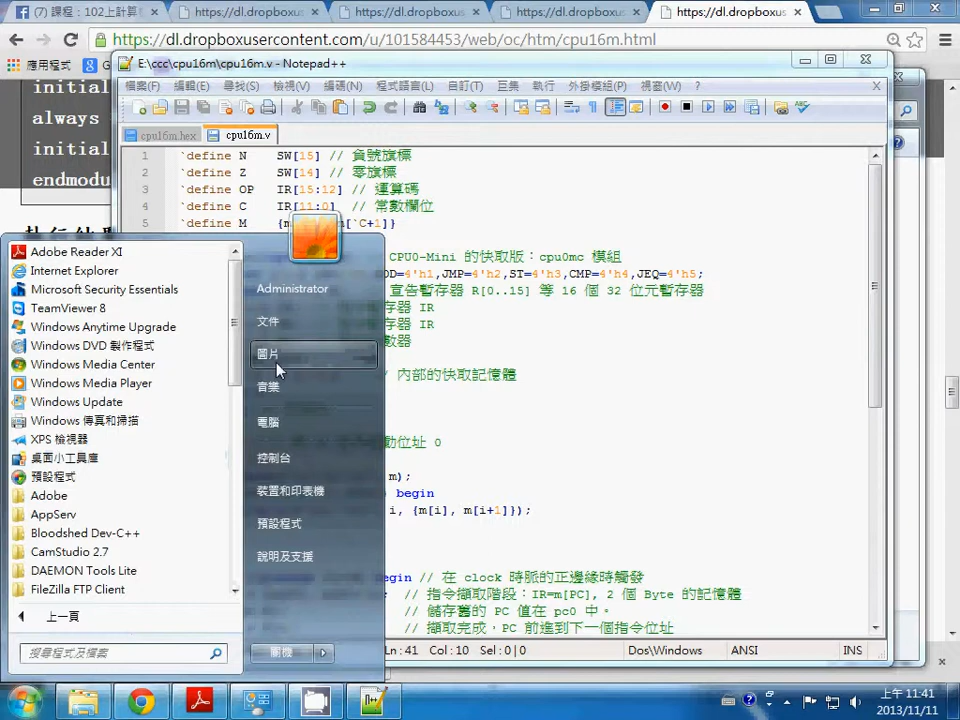 (7) 課程：102上計算
https://dl.dropboxus
https://dl.dropboxus
https://dl.dropboxus
https://dl.dropboxus
https://dl.dropboxusercontent.com/u/101584453/web/oc/htm/cpu16m.html
應用程式
G
E:\ccc\cpu16m\cpu16m.v - Notepad++
檔案(F) 編輯(E) 尋找(S) 檢視(V) 編碼(N) 程式語言(L) 自訂(T) 巨集 執行 外掛模組(P) 視窗(W) ? X
cpu16m.hex
cpu16m.v
initial
always
initial
endmodu
1 `define N SW[15] // 負號旗標
2 `define Z SW[14] // 零旗標
3 `define OP IR[15:12] // 運算碼
4 `define C IR[11:0] // 常數欄位
5 `define M {m m[`C+1]}
CPU0-Mini 的快取版：cpu0mc 模組
DD=4'h1,JMP=4'h2,ST=4'h3,CMP=4'h4,JEQ=4'h5;
宣告暫存器 R[0..15] 等 16 個 32 位元暫存器
存器 IR
存器 IR
數器
/ 內部的快取記憶體
動位址 0
m);
begin
i, {m[i], m[i+1]});
egin // 在 clock 時脈的正邊緣時觸發
// 指令擷取階段：IR=m[PC], 2 個 Byte 的記憶體
// 儲存舊的 PC 值在 pc0 中。
// 擷取完成，PC 前進到下一個指令位址
Ln : 41 Col : 10 Sel : 0 | 0
Dos\Windows
ANSI
INS
Adobe Reader XI
Internet Explorer
Microsoft Security Essentials
TeamViewer 8
Windows Anytime Upgrade
Windows DVD 製作程式
Windows Media Center
Windows Media Player
Windows Update
Windows 傳真和掃描
XPS 檢視器
桌面小工具庫
預設程式
Adobe
AppServ
Bloodshed Dev-C++
CamStudio 2.7
DAEMON Tools Lite
FileZilla FTP Client
上一頁
搜尋程式及檔案
Administrator
文件
圖片
音樂
電腦
控制台
裝置和印表機
預設程式
說明及支援
關機
上午 11:41
2013/11/11